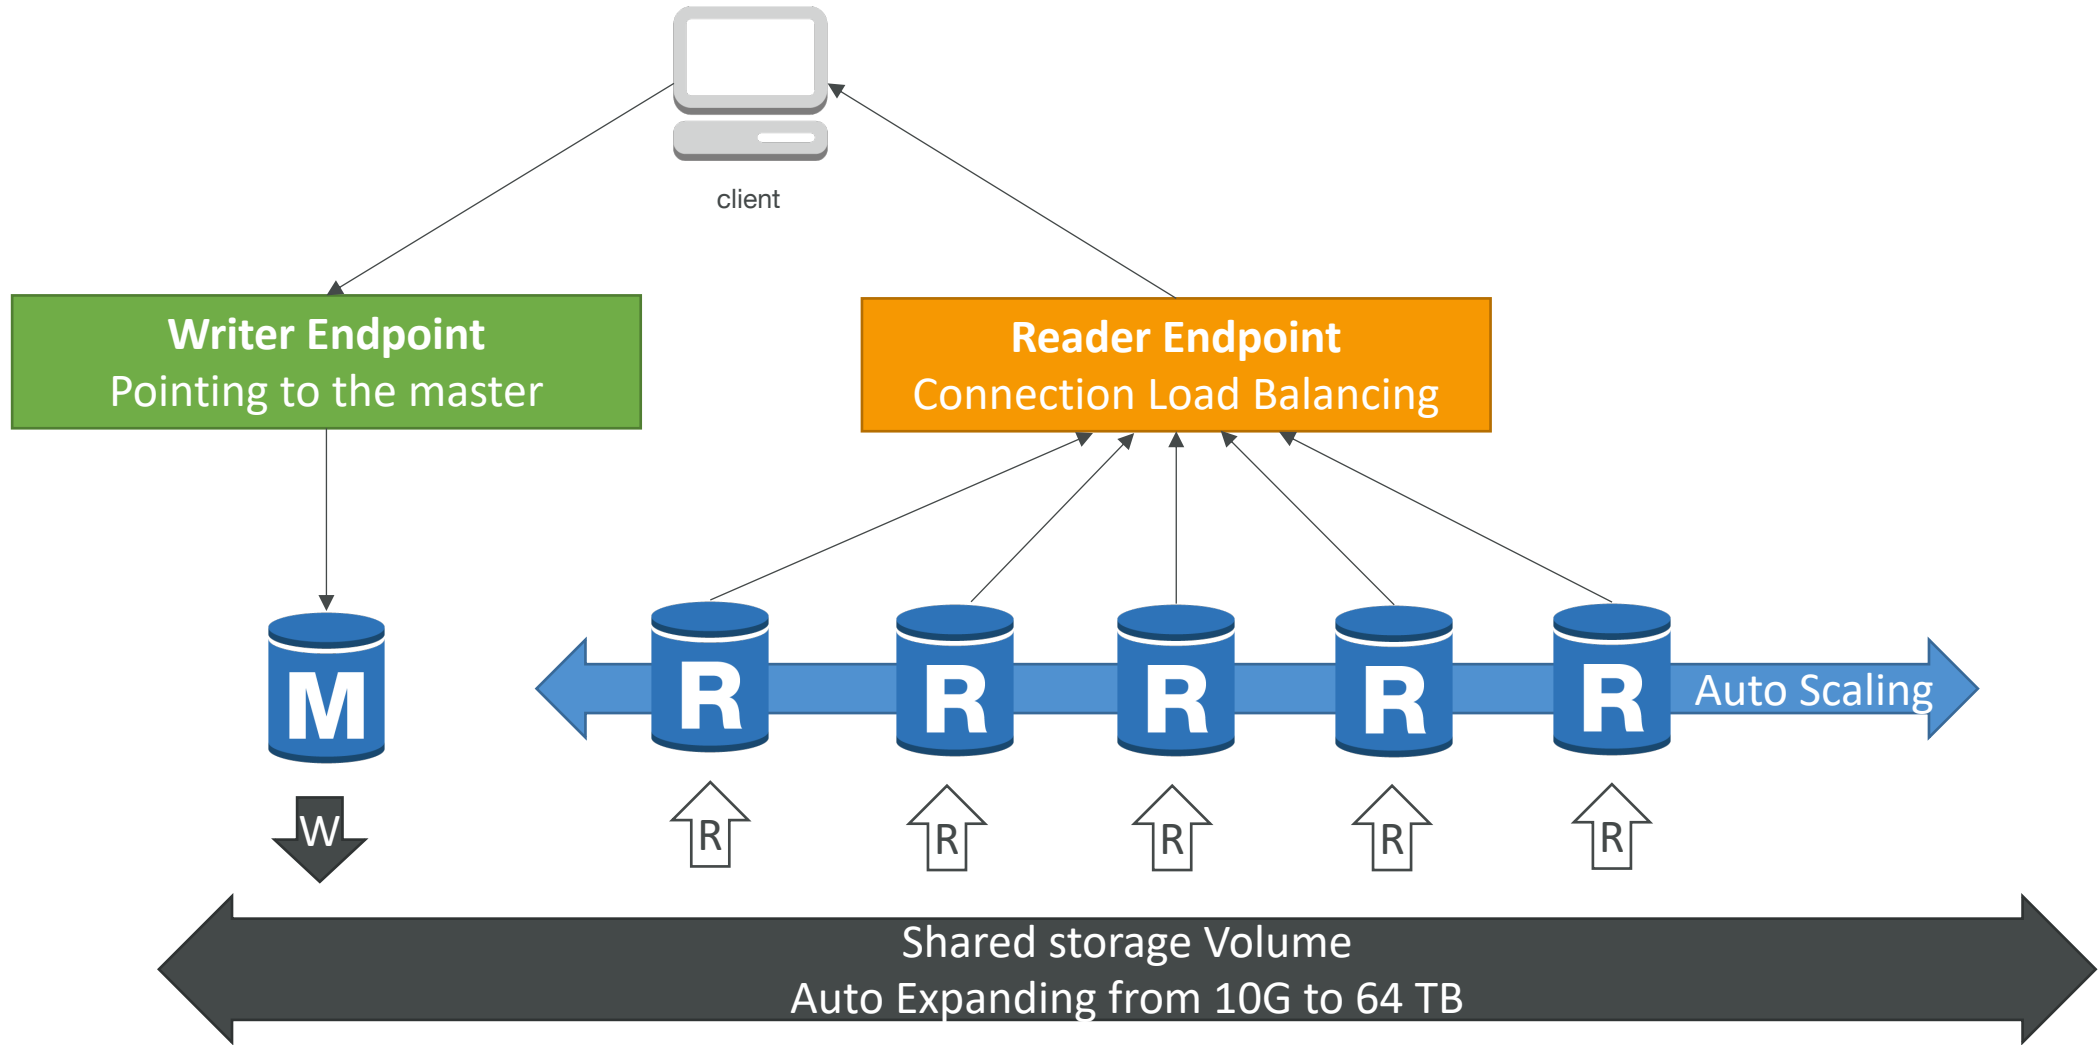 client
Writer Endpoint
Pointing to the master
Reader Endpoint
Connection Load Balancing
M
R
R
R
R
R
Auto Scaling
W
R
R
R
R
R
Shared storage Volume
Auto Expanding from 10G to 64 TB